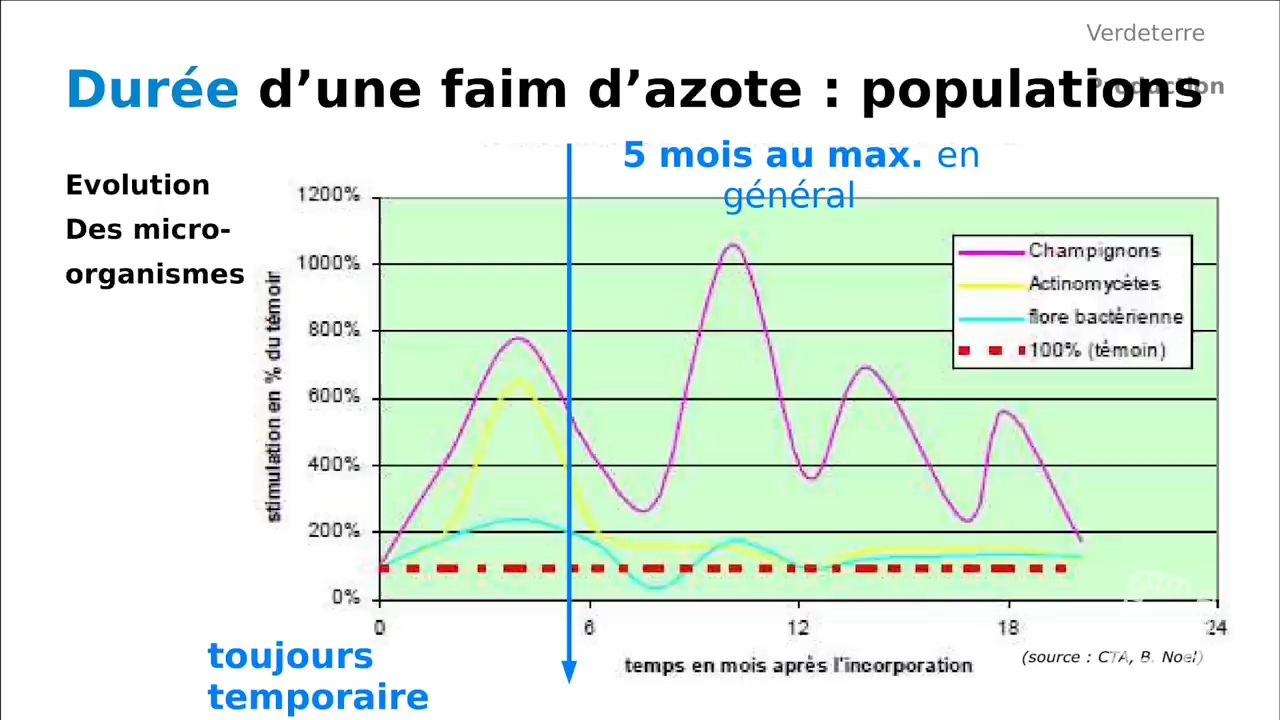 Verdeterre
Production
Durée d’une faim d’azote : populations
5 mois au max. en
général
Evolution
Des micro-
organismes
stimulation en % du témoin
1200%
1000%
800%
600%
400%
200%
0%
Champignons
Actinomycètes
flore bactérienne
100% (témoin)
0 6 12 18 24
temps en mois après l'incorporation
(source : CTA, B. Noel)
toujours
temporaire